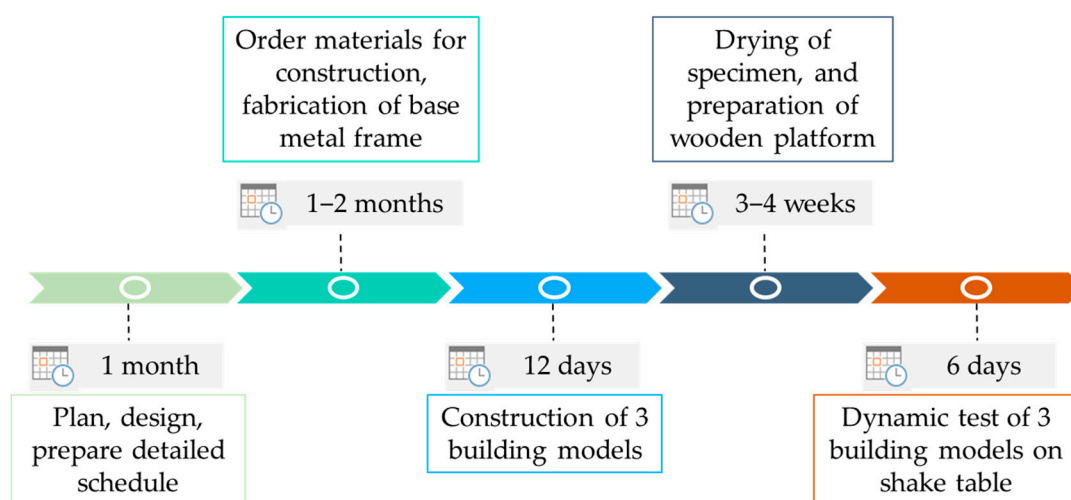 Order materials for
construction,
fabrication of base
metal frame
1–2 months
Drying of
specimen, and
preparation of
wooden platform
3–4 weeks
1 month
Plan, design,
prepare detailed
schedule
12 days
Construction of 3
building models
6 days
Dynamic test of 3
building models on
shake table